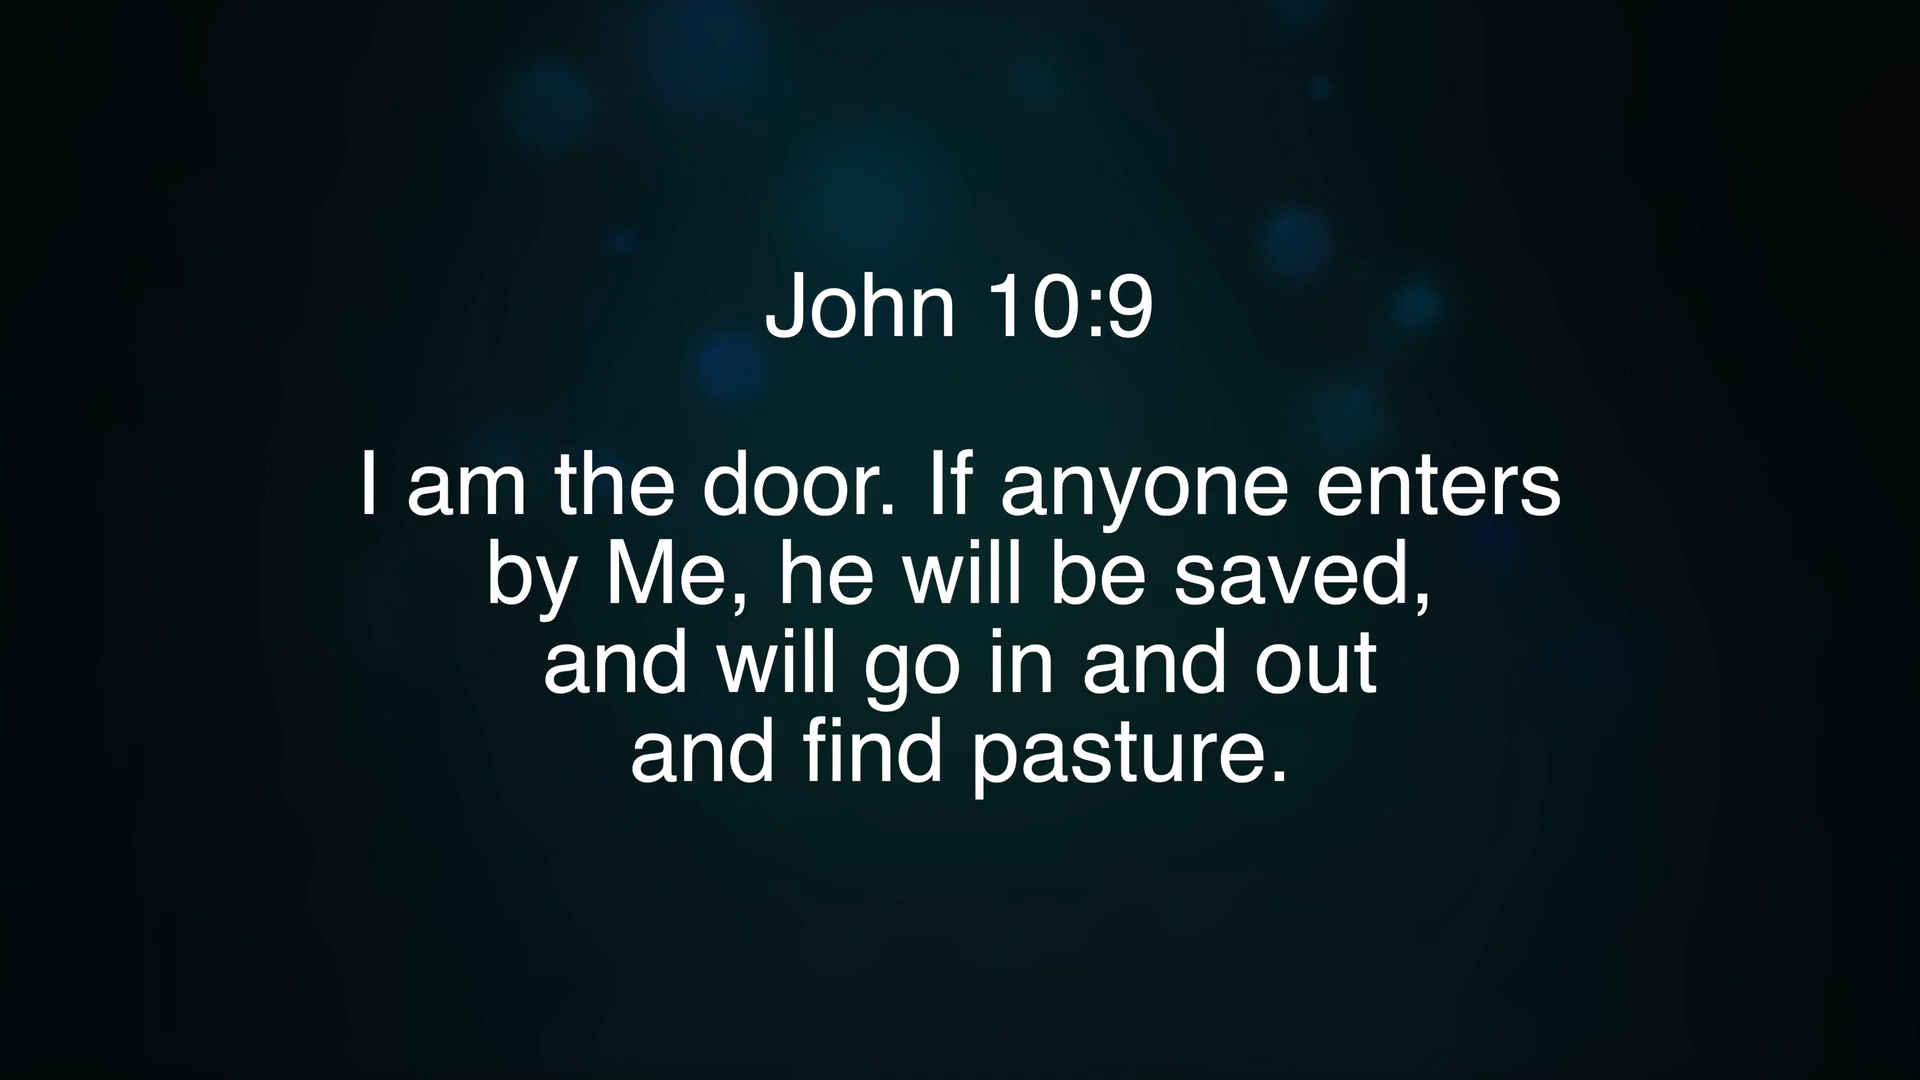 John 10:9
I am the door. If anyone enters
by Me, he will be saved,
and will go in and out
and find pasture.